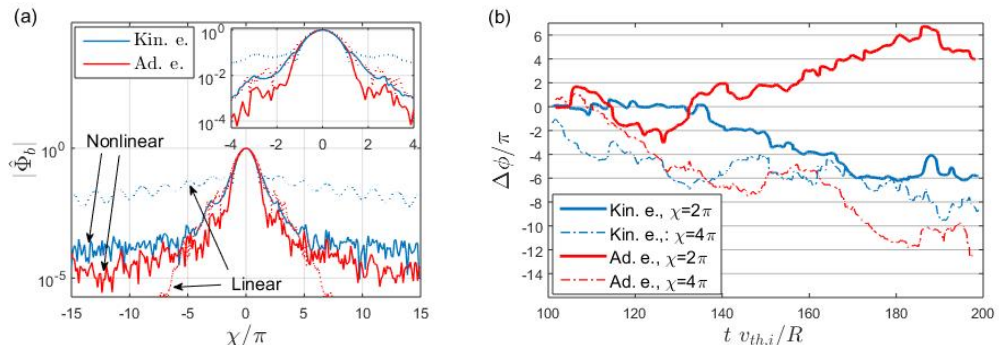 (a)
Kin. e.
Ad. e.
10^0
10^-2
10^-4
-4 -2 0 2 4
Nonlinear
10^0
|Φ̂_b|
10^-5
Linear
-15 -10 -5 0 5 10 15
χ/π
(b)
6
4
2
0
-2
-4
-6
-8
-10
-12
-14
Δϕ/π
Kin. e., χ=2π
Kin. e.,: χ=4π
Ad. e., χ=2π
Ad. e., χ=4π
100 120 140 160 180 200
t v_th,i/R